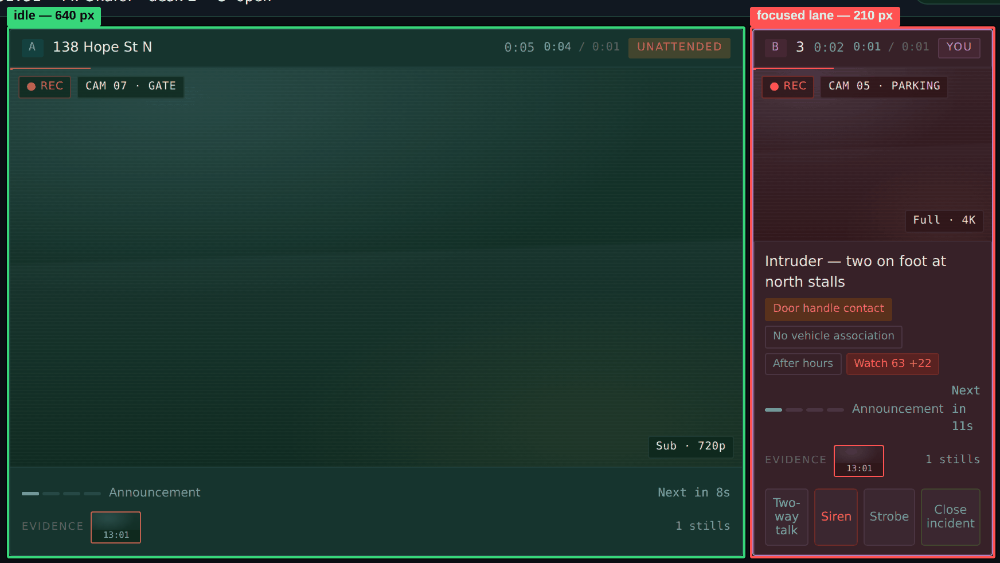 idle — 640 px
focused lane — 210 px
A 138 Hope St N 0:05 0:04 / 0:01 UNATTENDED
REC CAM 07 · GATE
Sub · 720p
Announcement Next in 8s
EVIDENCE 13:01 1 stills
B 3 0:02 0:01 / 0:01 YOU
REC CAM 05 · PARKING
Full · 4K
Intruder — two on foot at
north stalls
Door handle contact
No vehicle association
After hours Watch 63 +22
Announcement Next
in
11s
EVIDENCE 13:01 1 stills
Two-
way
talk
Siren
Strobe
Close
incident